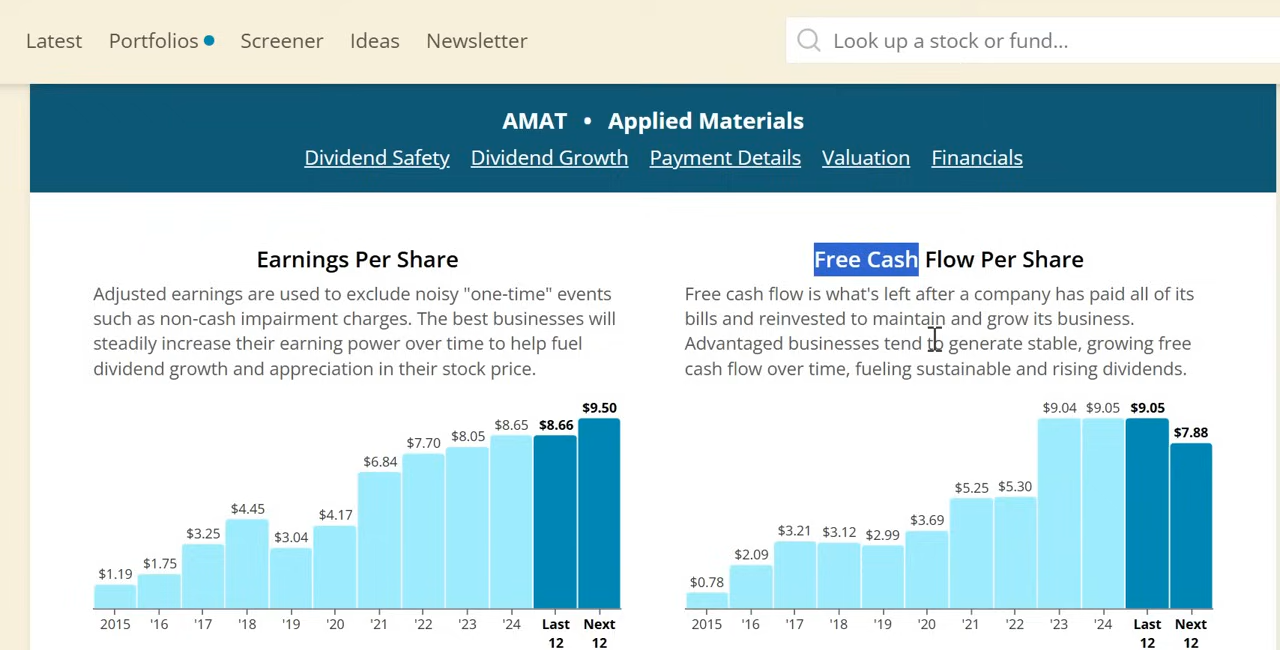 Latest Portfolios Screener Ideas Newsletter Look up a stock or fund...
AMAT • Applied Materials
Dividend Safety Dividend Growth Payment Details Valuation Financials
Earnings Per Share
Adjusted earnings are used to exclude noisy "one-time" events
such as non-cash impairment charges. The best businesses will
steadily increase their earning power over time to help fuel
dividend growth and appreciation in their stock price.
$1.19 $1.75 $3.25 $4.45 $3.04 $4.17 $6.84 $7.70 $8.05 $8.65 $8.66 $9.50
2015 '16 '17 '18 '19 '20 '21 '22 '23 '24 Last Next
12 12
Free Cash Flow Per Share
Free cash flow is what's left after a company has paid all of its
bills and reinvested to maintain and grow its business.
Advantaged businesses tend to generate stable, growing free
cash flow over time, fueling sustainable and rising dividends.
$0.78 $2.09 $3.21 $3.12 $2.99 $3.69 $5.25 $5.30 $9.04 $9.05 $9.05 $7.88
2015 '16 '17 '18 '19 '20 '21 '22 '23 '24 Last Next
12 12